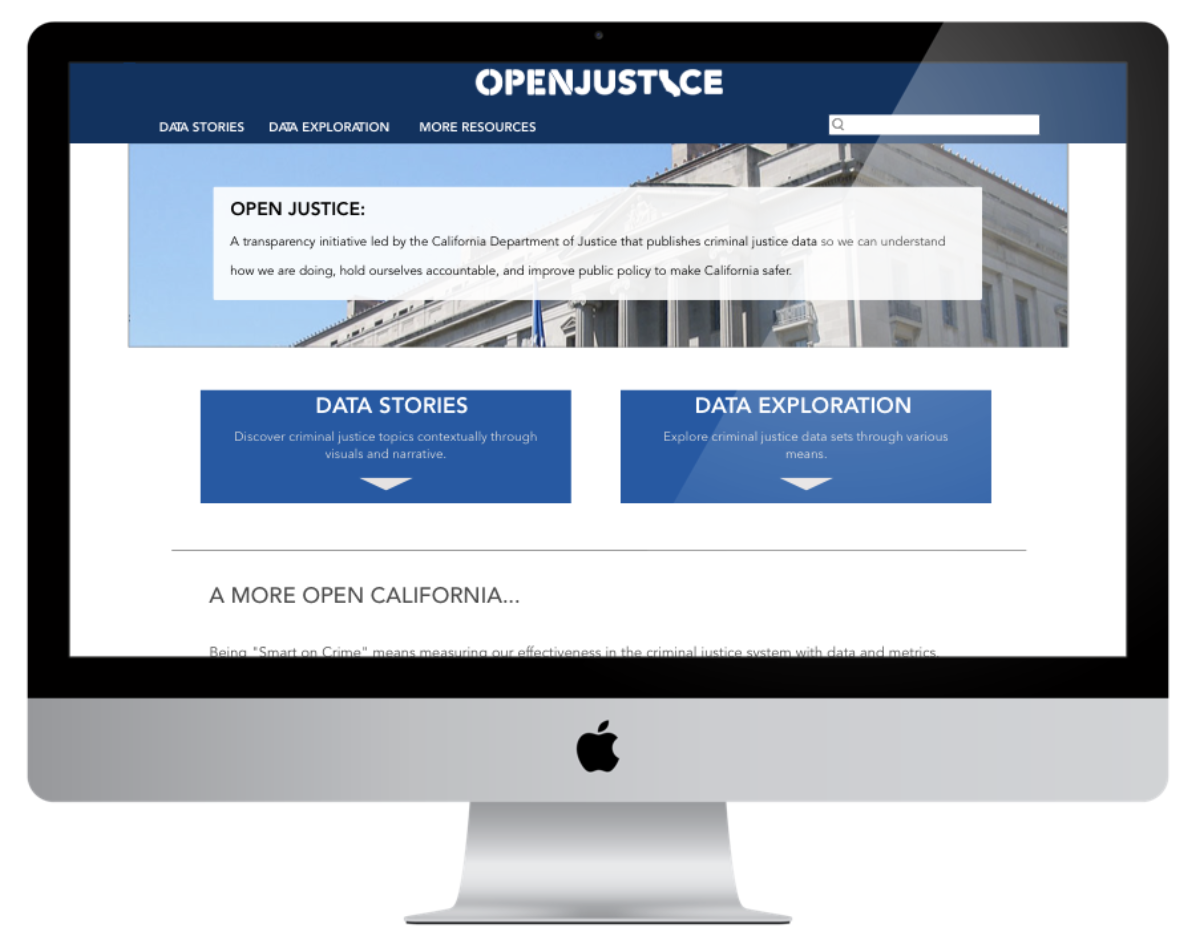 OPENJUSTICE
DATA STORIES DATA EXPLORATION MORE RESOURCES
OPEN JUSTICE:
A transparency initiative led by the California Department of Justice that publishes criminal justice data so we can understand
how we are doing, hold ourselves accountable, and improve public policy to make California safer.
DATA STORIES
Discover criminal justice topics contextually through
visuals and narrative.
DATA EXPLORATION
Explore criminal justice data sets through various
means.
A MORE OPEN CALIFORNIA...
Being "Smart on Crime" means measuring our effectiveness in the criminal justice system with data and metrics.